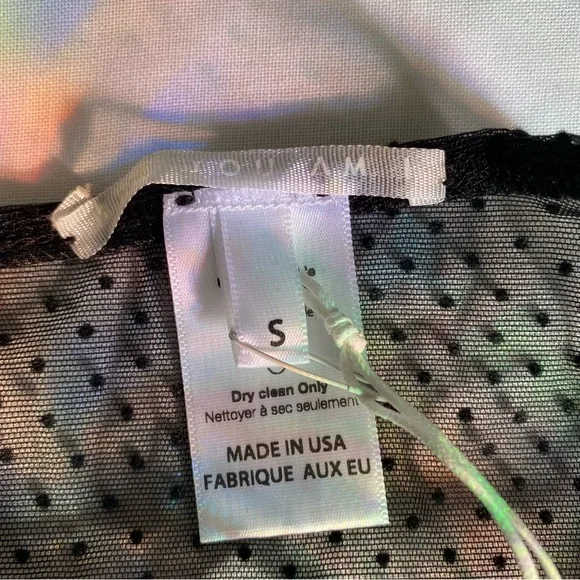 S
Dry clean Only
Nettoyer à sec seulement
MADE IN USA
FABRIQUE AUX EU